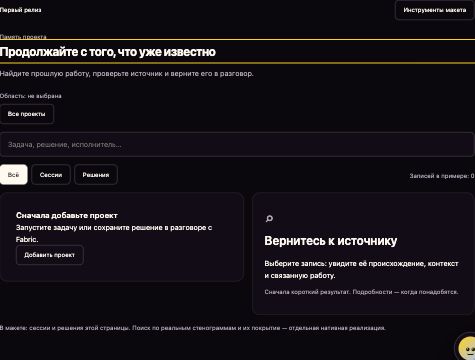 Первый релиз
Инструменты макета
Память проекта
Продолжайте с того, что уже известно
Найдите прошлую работу, проверьте источник и верните его в разговор.
Область: не выбрана
Все проекты
Задача, решение, исполнитель...
Всё
Сессии
Решения
Записей в примере: 0
Сначала добавьте проект
Запустите задачу или сохраните решение в разговоре с
Fabric.
Добавить проект
Вернитесь к источнику
Выберите запись: увидите её происхождение, контекст
и связанную работу.
Сначала короткий результат. Подробности — когда понадобятся.
В макете: сессии и решения этой страницы. Поиск по реальным стенограммам и их покрытие — отдельная нативная реализация.